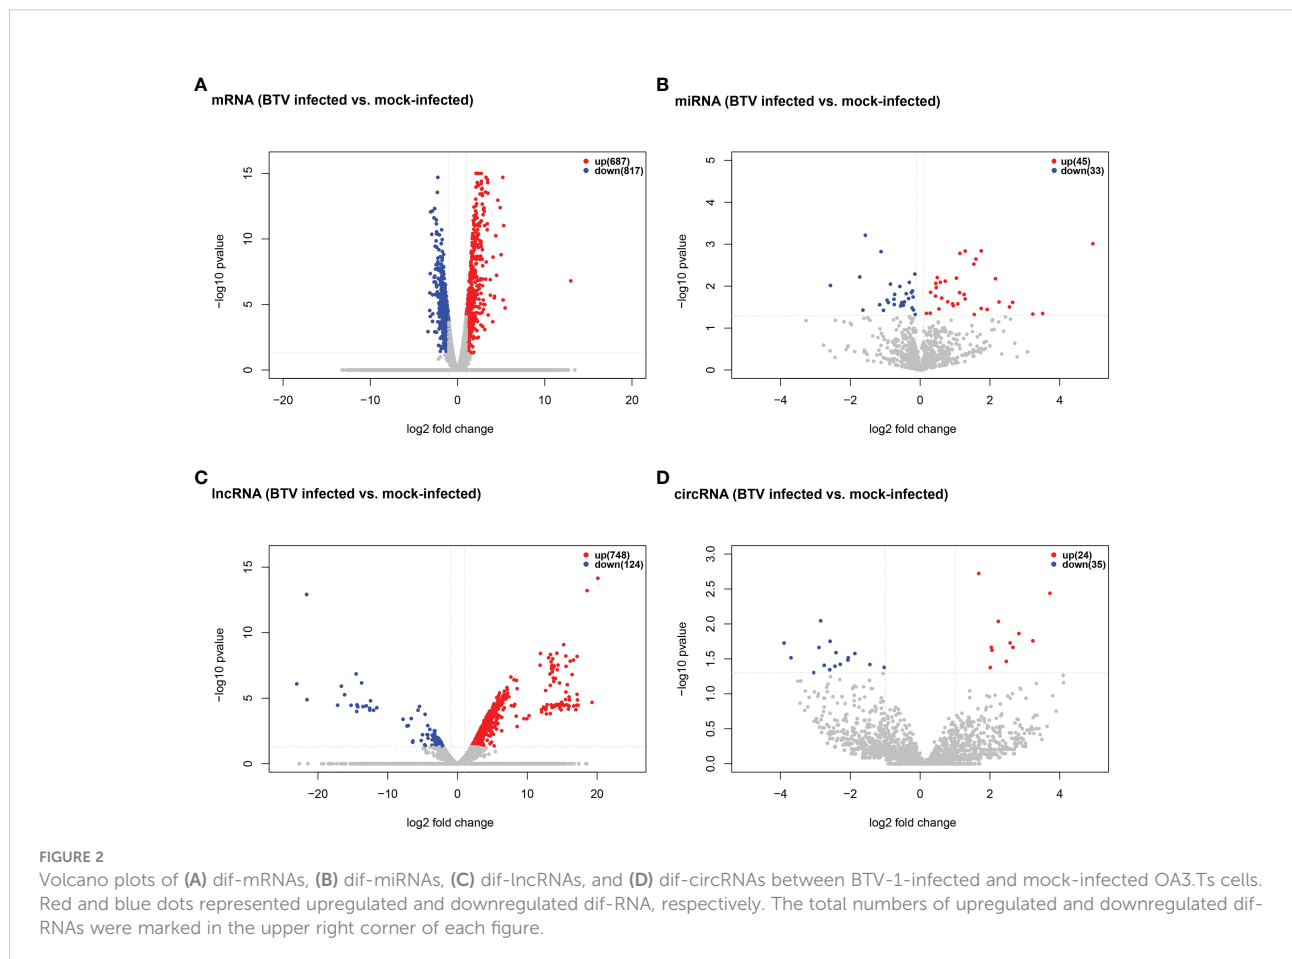 A
mRNA (BTV infected vs. mock-infected)
up(687)
down(817)
15
10
5
0
−log10 pvalue
−20 −10 0 10 20
log2 fold change
B
miRNA (BTV infected vs. mock-infected)
up(45)
down(33)
5
4
3
2
1
0
−log10 pvalue
−4 −2 0 2 4
log2 fold change
C
lncRNA (BTV infected vs. mock-infected)
up(748)
down(124)
15
10
5
0
−log10 pvalue
−20 −10 0 10 20
log2 fold change
D
circRNA (BTV infected vs. mock-infected)
up(24)
down(35)
3.0
2.5
2.0
1.5
1.0
0.5
0.0
−log10 pvalue
−4 −2 0 2 4
log2 fold change
FIGURE 2
Volcano plots of (A) dif-mRNAs, (B) dif-miRNAs, (C) dif-lncRNAs, and (D) dif-circRNAs between BTV-1-infected and mock-infected OA3.Ts cells.
Red and blue dots represented upregulated and downregulated dif-RNA, respectively. The total numbers of upregulated and downregulated dif-
RNAs were marked in the upper right corner of each figure.